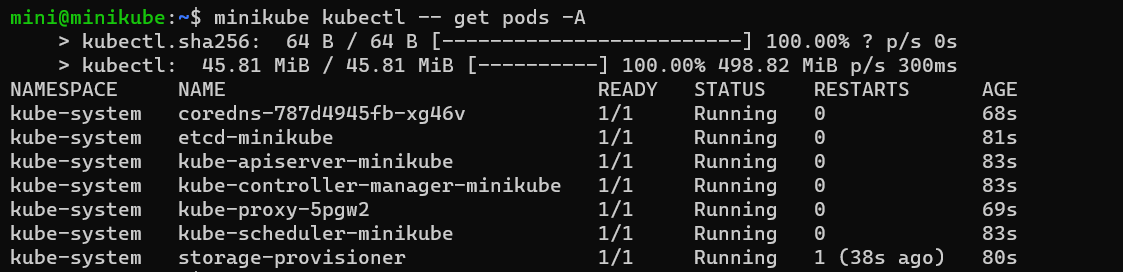 mini@minikube:~$ minikube kubectl -- get pods -A
    > kubectl.sha256:  64 B / 64 B [-------------------------] 100.00% ? p/s 0s
    > kubectl:  45.81 MiB / 45.81 MiB [----------] 100.00% 498.82 MiB p/s 300ms
NAMESPACE     NAME                               READY   STATUS    RESTARTS      AGE
kube-system   coredns-787d4945fb-xg46v           1/1     Running   0             68s
kube-system   etcd-minikube                      1/1     Running   0             81s
kube-system   kube-apiserver-minikube            1/1     Running   0             83s
kube-system   kube-controller-manager-minikube   1/1     Running   0             83s
kube-system   kube-proxy-5pgw2                   1/1     Running   0             69s
kube-system   kube-scheduler-minikube            1/1     Running   0             83s
kube-system   storage-provisioner                1/1     Running   1 (38s ago)   80s